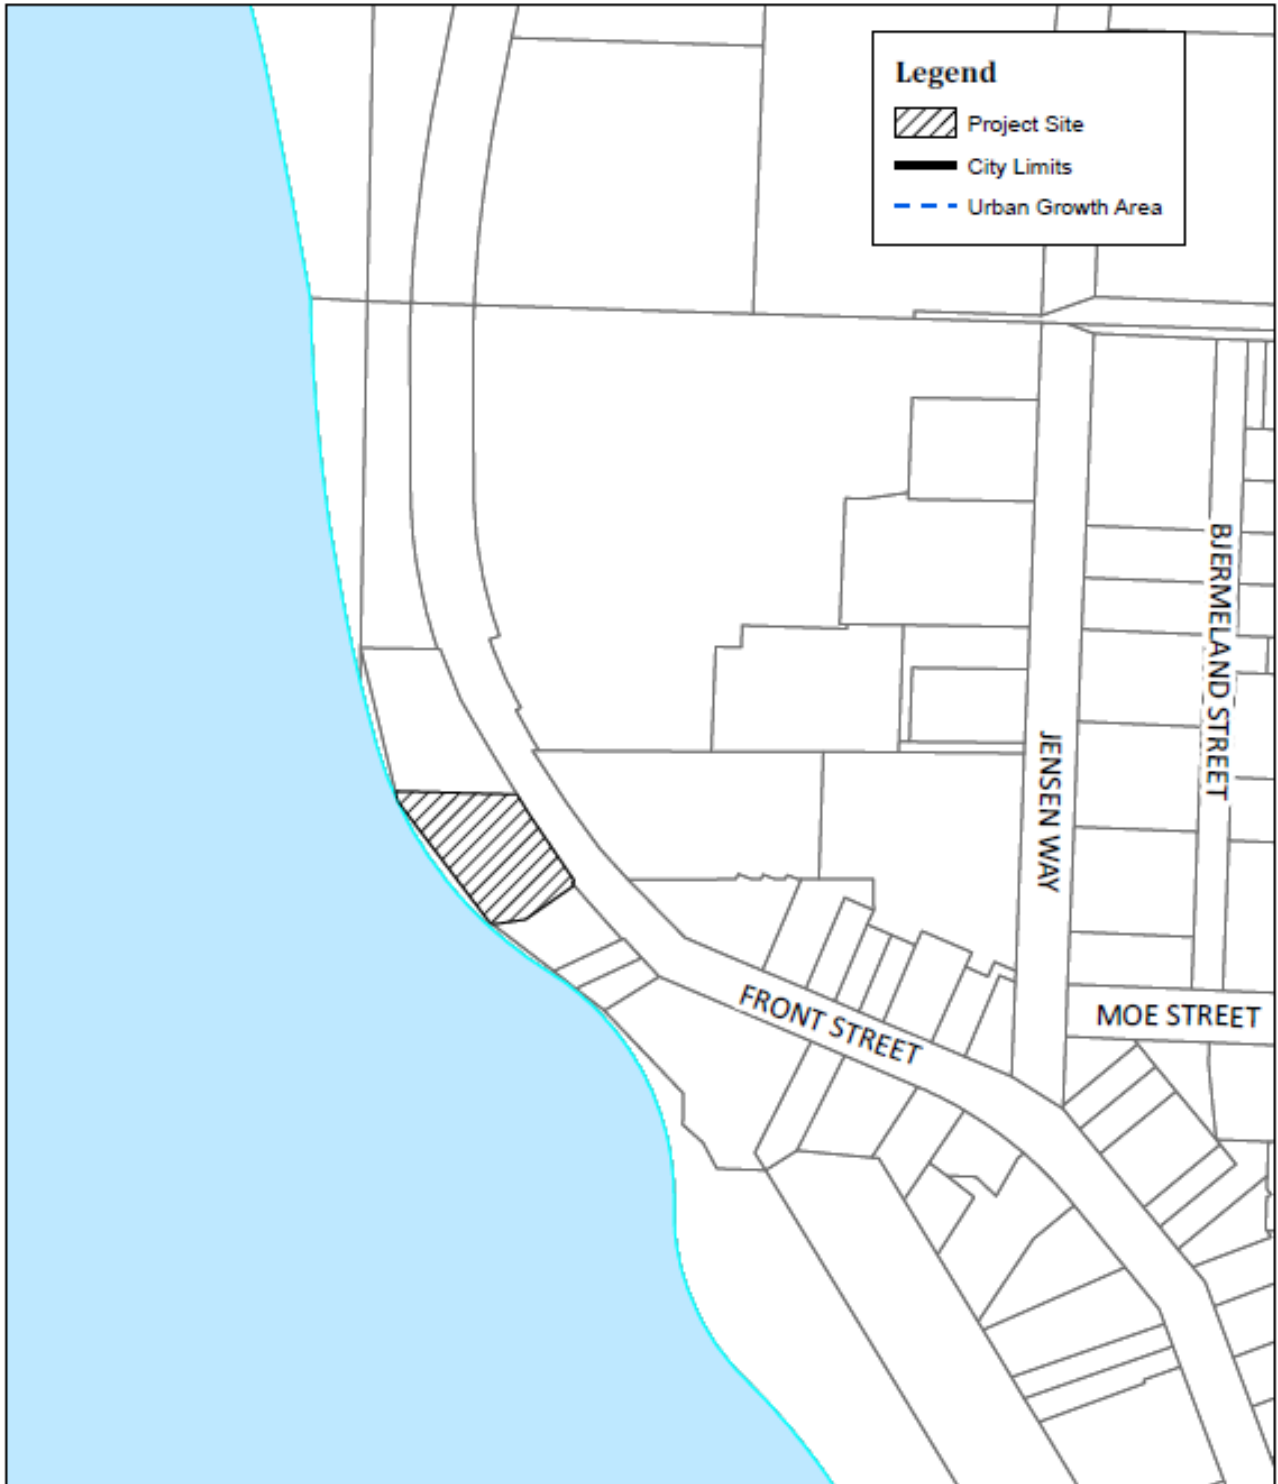 Legend
Project Site
City Limits
Urban Growth Area
BJERMELAND STREET
JENSEN WAY
FRONT STREET
MOE STREET